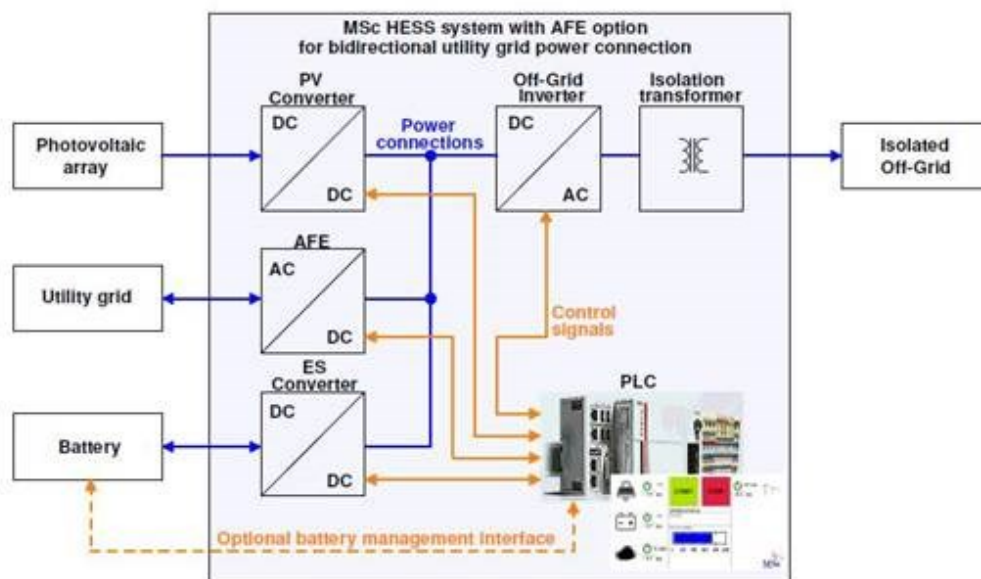 MSc HESS system with AFE option
for bidirectional utility grid power connection
PV
Converter
Off-Grid
Inverter
Isolation
transformer
DC
DC
Power
connections
DC
AC
Photovoltaic
array
Isolated
Off-Grid
AFE
AC
DC
Utility grid
Control
signals
ES
Converter
DC
DC
PLC
Battery
Optional battery management interface